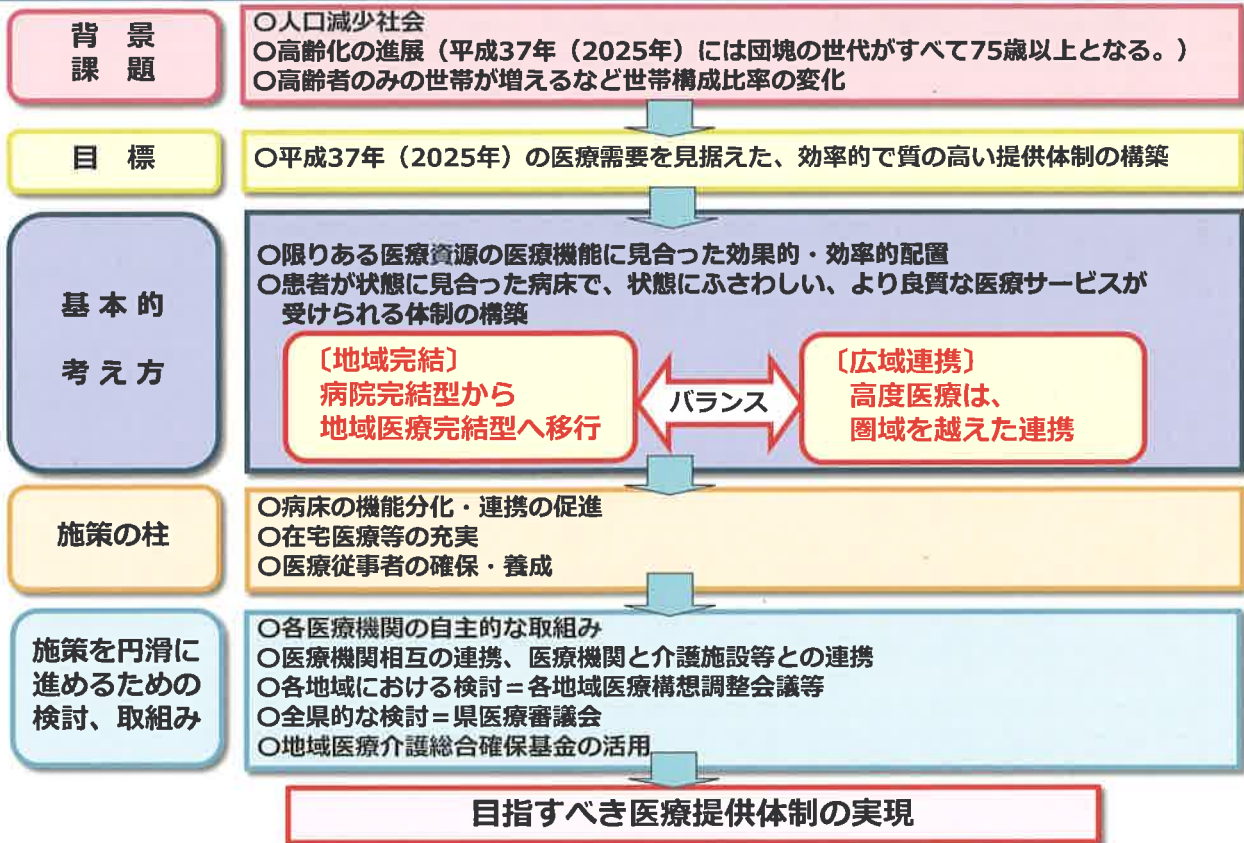 背 景
課 題
〇人口減少社会
〇高齢化の進展(平成37年(2025年)には団塊の世代がすべて75歳以上となる。)
〇高齢者のみの世帯が増えるなど世帯構成比率の変化
目 標
〇平成37年(2025年)の医療需要を見据えた、効率的で質の高い提供体制の構築
基 本 的
考 え 方
〇限りある医療資源の医療機能に見合った効果的・効率的配置
〇患者が状態に見合った病床で、状態にふさわしい、より良質な医療サービスが
受けられる体制の構築
〔地域完結〕
病院完結型から
地域医療完結型へ移行
バランス
〔広域連携〕
高度医療は、
圏域を越えた連携
施策の柱
〇病床の機能分化・連携の促進
〇在宅医療等の充実
〇医療従事者の確保・養成
施策を円滑に
進めるための
検討、取組み
〇各医療機関の自主的な取組み
〇医療機関相互の連携、医療機関と介護施設等との連携
〇各地域における検討=各地域医療構想調整会議等
〇全県的な検討=県医療審議会
〇地域医療介護総合確保基金の活用
目指すべき医療提供体制の実現